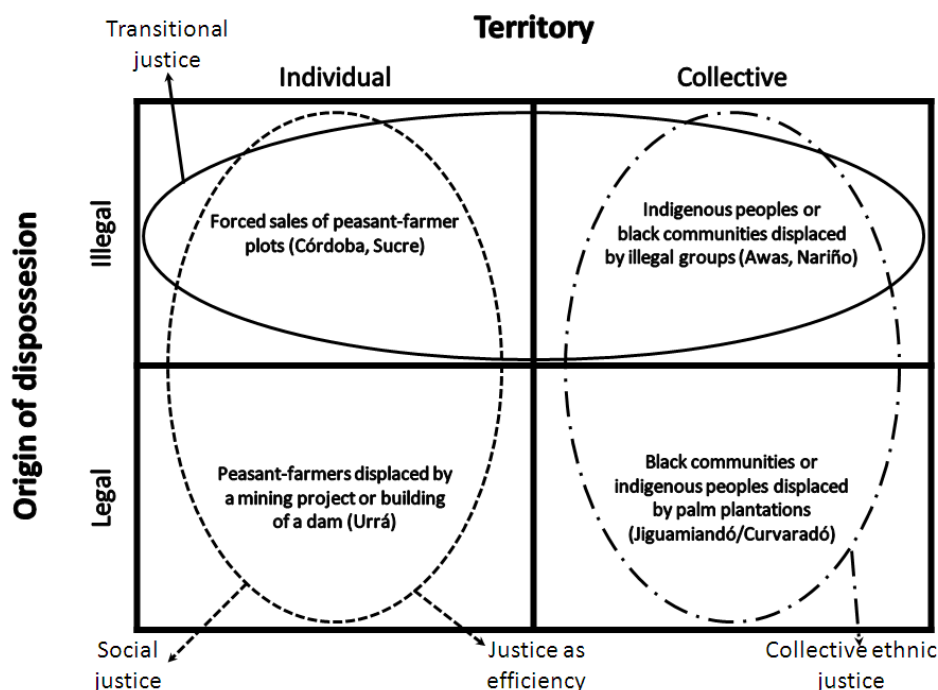 Transitional
justice
Territory
Individual
Collective
Origin of disposession
Illegal
Forced sales of peasant-farmer
plots (Córdoba, Sucre)
Indigenous peoples or
black communities displaced
by illegal groups (Awas, Nariño)
Legal
Peasant-farmers displaced by
a mining project or building
of a dam (Urrá)
Black communities or
indigenous peoples displaced
by palm plantations
(Jiguamiandó/Curvaradó)
Social
justice
Justice as
efficiency
Collective ethnic
justice